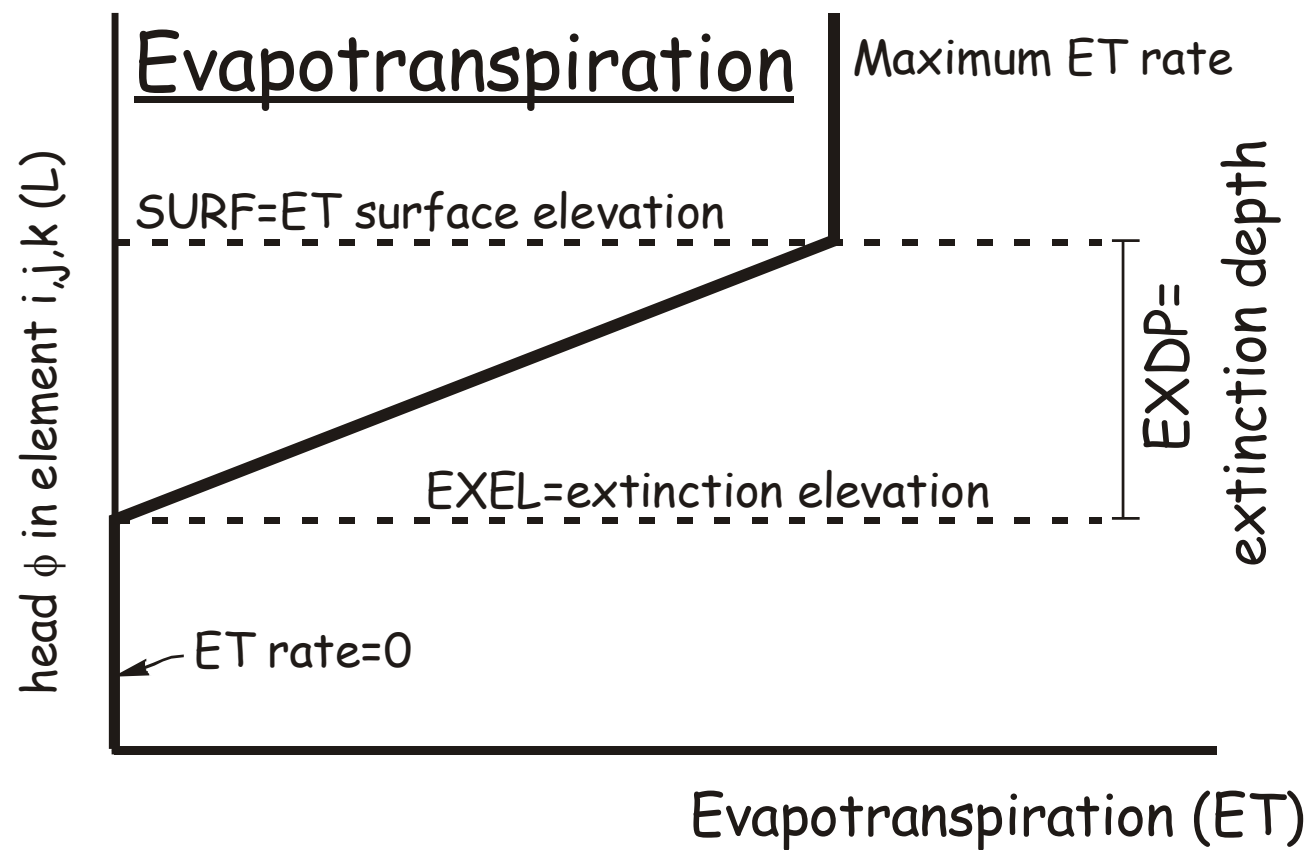 Evapotranspiration
Maximum ET rate
SURF=ET surface elevation
head ϕ in element i,j,k (L)
EXDP=
extinction depth
EXEL=extinction elevation
ET rate=0
Evapotranspiration (ET)